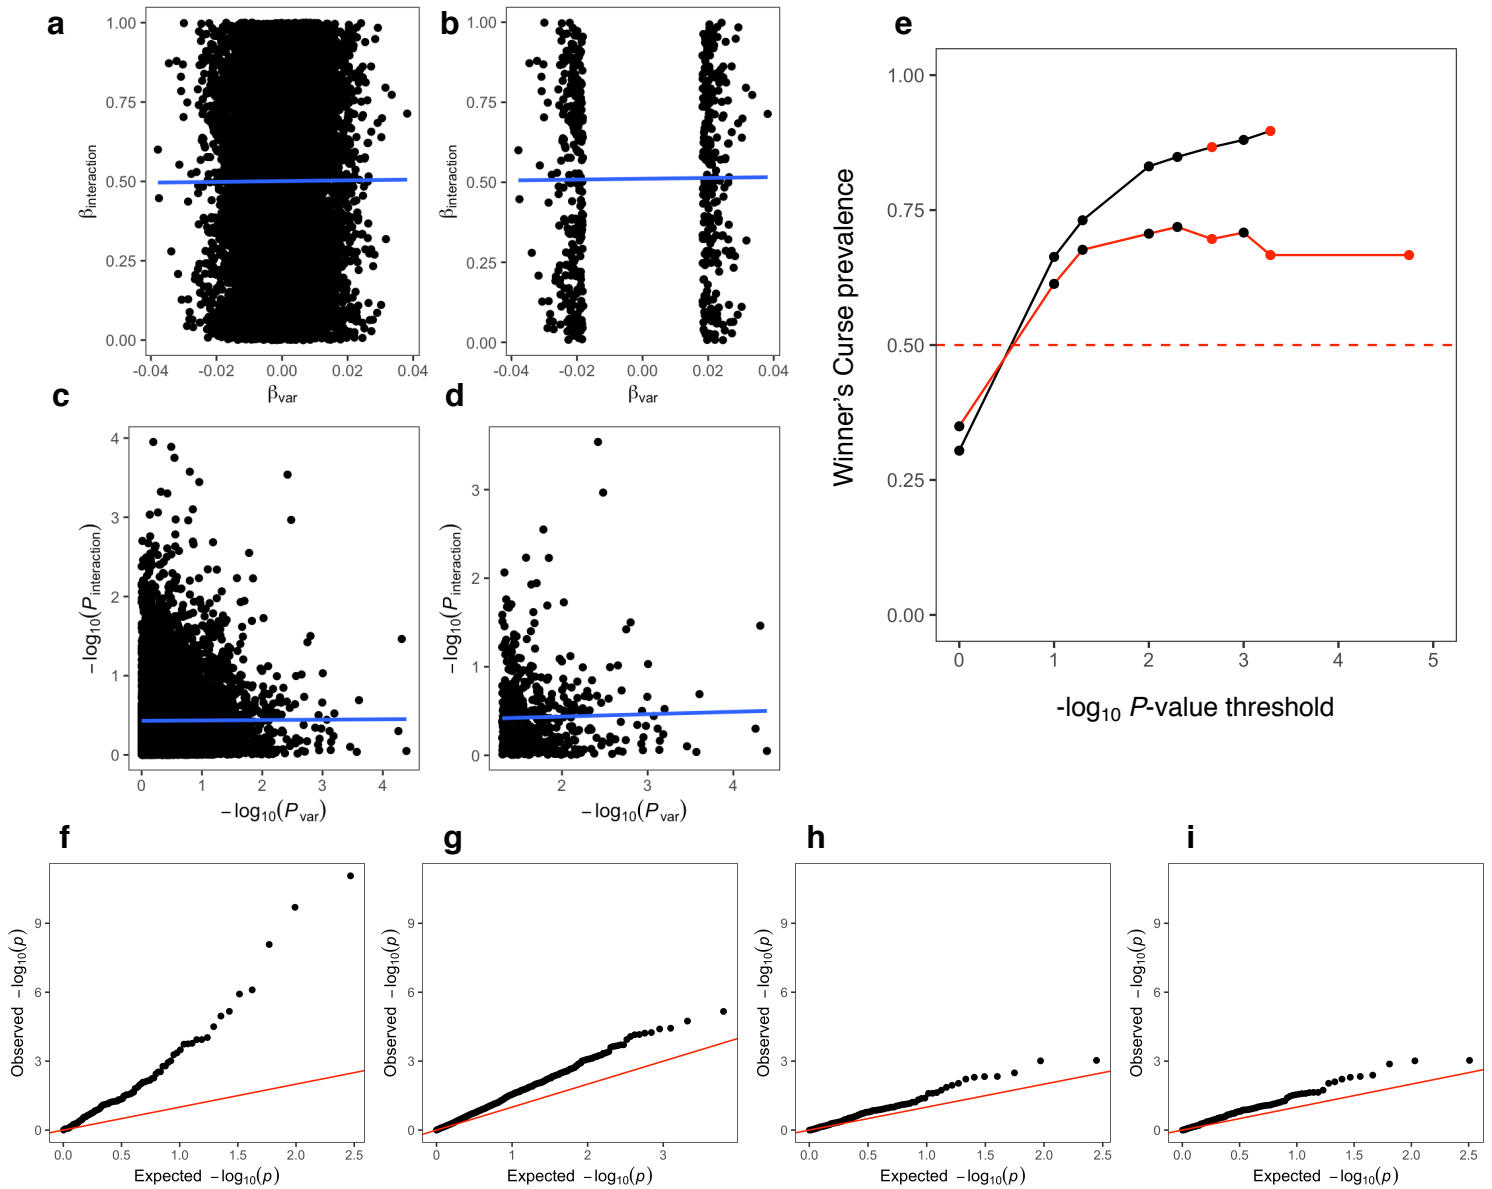 a
1.00
0.75
0.50
0.25
0.00
βinteraction
-0.04 -0.02 0.00 0.02 0.04
βvar
b
1.00
0.75
0.50
0.25
0.00
βinteraction
-0.04 -0.02 0.00 0.02 0.04
βvar
c
4
3
2
1
0
−log10(Pinteraction)
0 1 2 3 4
−log10(Pvar)
d
3
2
1
0
−log10(Pinteraction)
2 3 4
−log10(Pvar)
e
1.00
0.75
0.50
0.25
0.00
Winner's Curse prevalence
0 1 2 3 4 5
-log10 P-value threshold
f
9
6
3
0
Observed −log10(p)
0.0 0.5 1.0 1.5 2.0 2.5
Expected −log10(p)
g
9
6
3
0
Observed −log10(p)
0 1 2 3
Expected −log10(p)
h
9
6
3
0
Observed −log10(p)
0.0 0.5 1.0 1.5 2.0 2.5
Expected −log10(p)
i
9
6
3
0
Observed −log10(p)
0.0 0.5 1.0 1.5 2.0 2.5
Expected −log10(p)